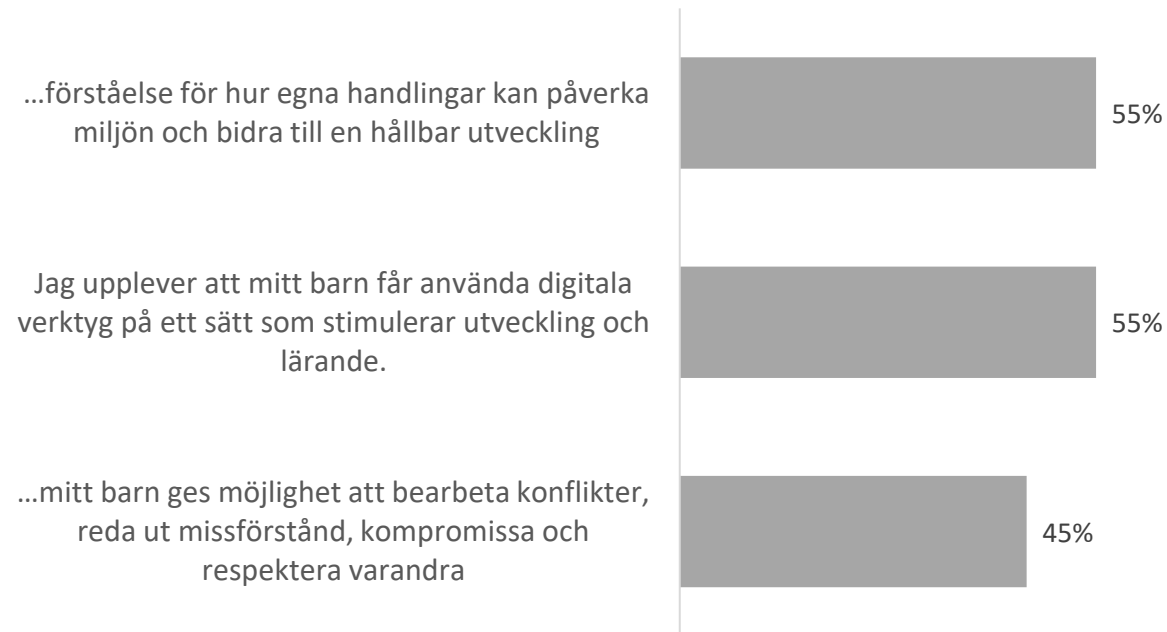 ...förståelse för hur egna handlingar kan påverka
miljön och bidra till en hållbar utveckling
55%
Jag upplever att mitt barn får använda digitala
verktyg på ett sätt som stimulerar utveckling och
lärande.
55%
...mitt barn ges möjlighet att bearbeta konflikter,
reda ut missförstånd, kompromissa och
respektera varandra
45%